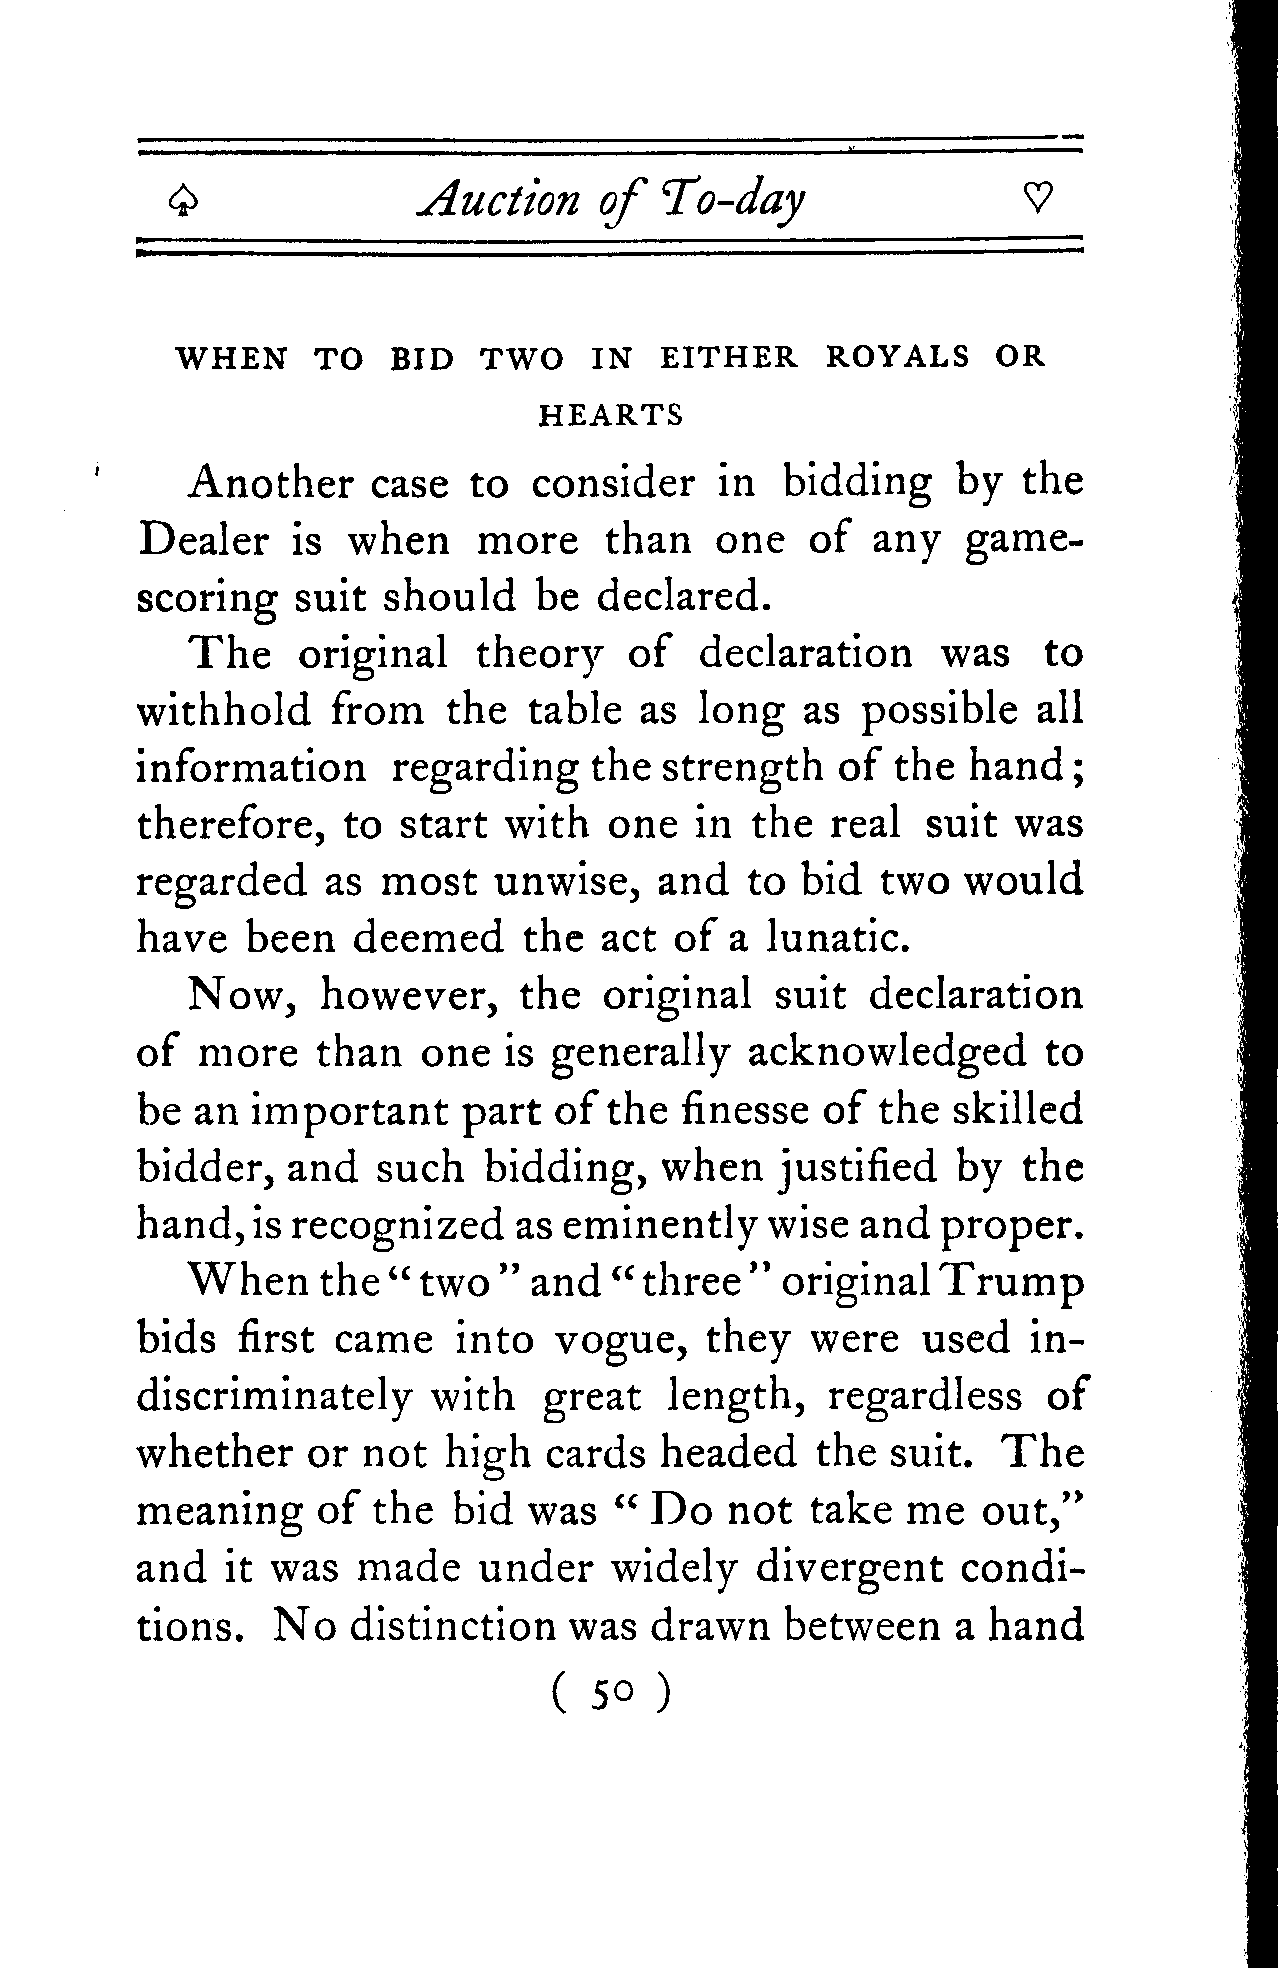 ♤ Auction of To-day ♡
WHEN TO BID TWO IN EITHER ROYALS OR
HEARTS
Another case to consider in bidding by the
Dealer is when more than one of any game-
scoring suit should be declared.
The original theory of declaration was to
withhold from the table as long as possible all
information regarding the strength of the hand;
therefore, to start with one in the real suit was
regarded as most unwise, and to bid two would
have been deemed the act of a lunatic.
Now, however, the original suit declaration
of more than one is generally acknowledged to
be an important part of the finesse of the skilled
bidder, and such bidding, when justified by the
hand, is recognized as eminently wise and proper.
When the “two” and “three” original Trump
bids first came into vogue, they were used in-
discriminately with great length, regardless of
whether or not high cards headed the suit. The
meaning of the bid was “Do not take me out,”
and it was made under widely divergent condi-
tions. No distinction was drawn between a hand
( 50 )